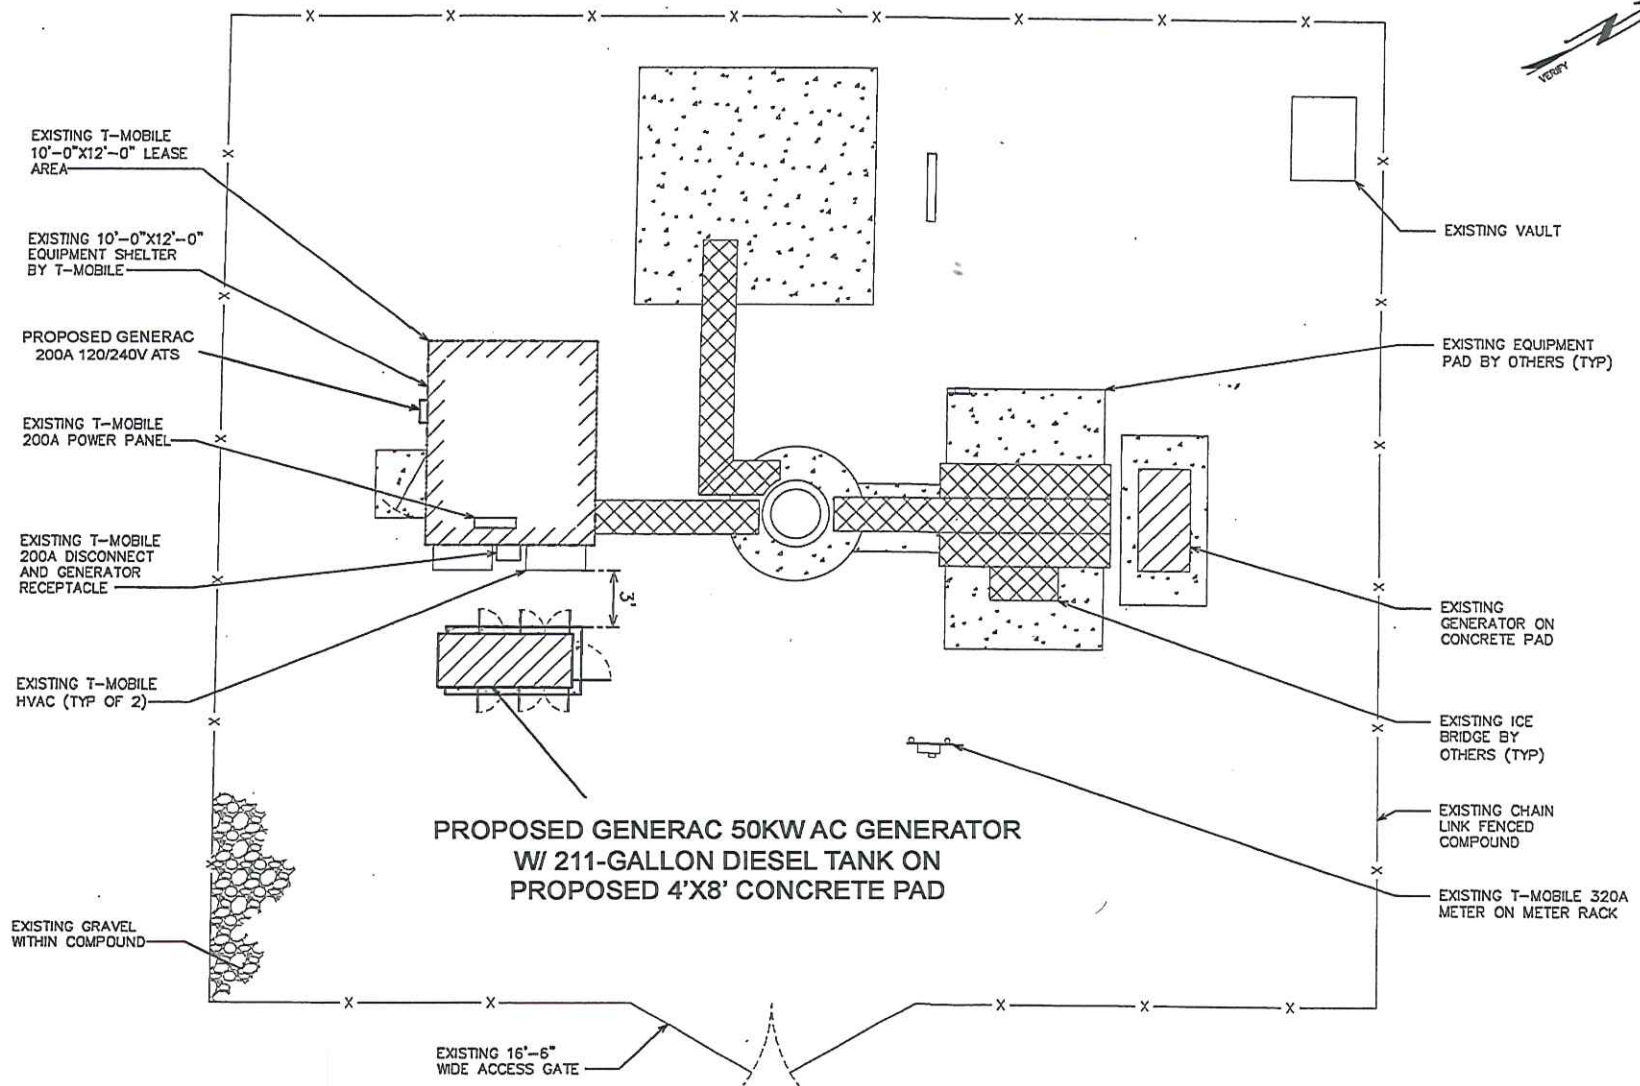 VERIFY
EXISTING T-MOBILE
10'-0"X12'-0" LEASE
AREA
EXISTING 10'-0"X12'-0"
EQUIPMENT SHELTER
BY T-MOBILE
PROPOSED GENERAC
200A 120/240V ATS
EXISTING T-MOBILE
200A POWER PANEL
EXISTING T-MOBILE
200A DISCONNECT
AND GENERATOR
RECEPTACLE
EXISTING T-MOBILE
HVAC (TYP OF 2)
EXISTING GRAVEL
WITHIN COMPOUND
EXISTING 16'-6"
WIDE ACCESS GATE
3'
PROPOSED GENERAC 50KW AC GENERATOR
W/ 211-GALLON DIESEL TANK ON
PROPOSED 4'X8' CONCRETE PAD
EXISTING VAULT
EXISTING EQUIPMENT
PAD BY OTHERS (TYP)
EXISTING
GENERATOR ON
CONCRETE PAD
EXISTING ICE
BRIDGE BY
OTHERS (TYP)
EXISTING CHAIN
LINK FENCED
COMPOUND
EXISTING T-MOBILE 320A
METER ON METER RACK